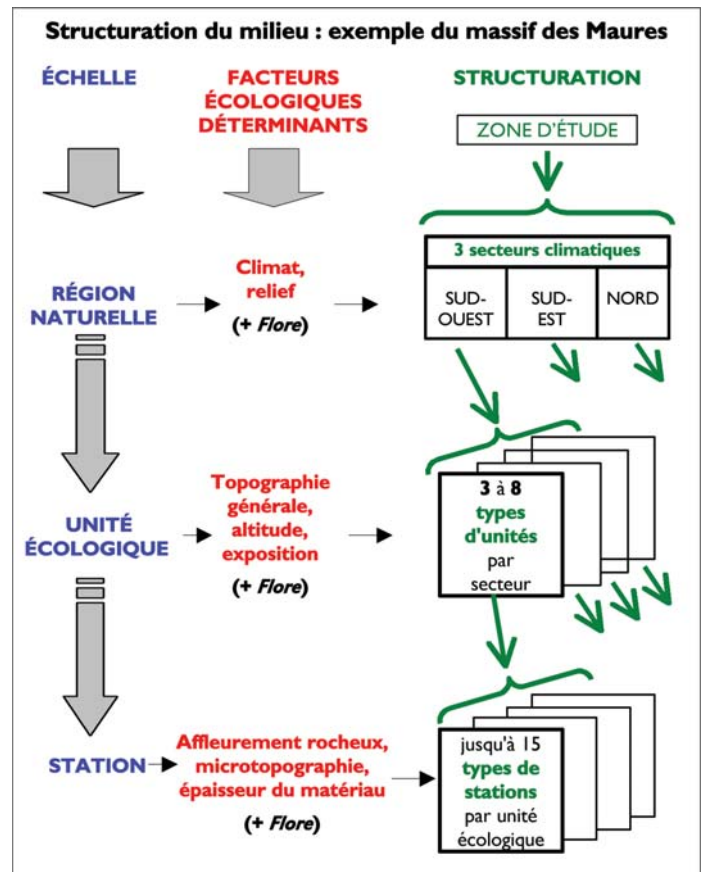 Structuration du milieu : exemple du massif des Maures
ÉCHELLE
FACTEURS
ÉCOLOGIQUES
DÉTERMINANTS
STRUCTURATION
ZONE D'ÉTUDE
3 secteurs climatiques
SUD-
OUEST
SUD-
EST
NORD
RÉGION
NATURELLE
Climat,
relief
(+ Flore)
UNITÉ
ÉCOLOGIQUE
Topographie
générale,
altitude,
exposition
(+ Flore)
3 à 8
types
d'unités
par
secteur
STATION
Affleurement rocheux,
microtopographie,
épaisseur du matériau
(+ Flore)
jusqu'à 15
types de
stations
par unité
écologique